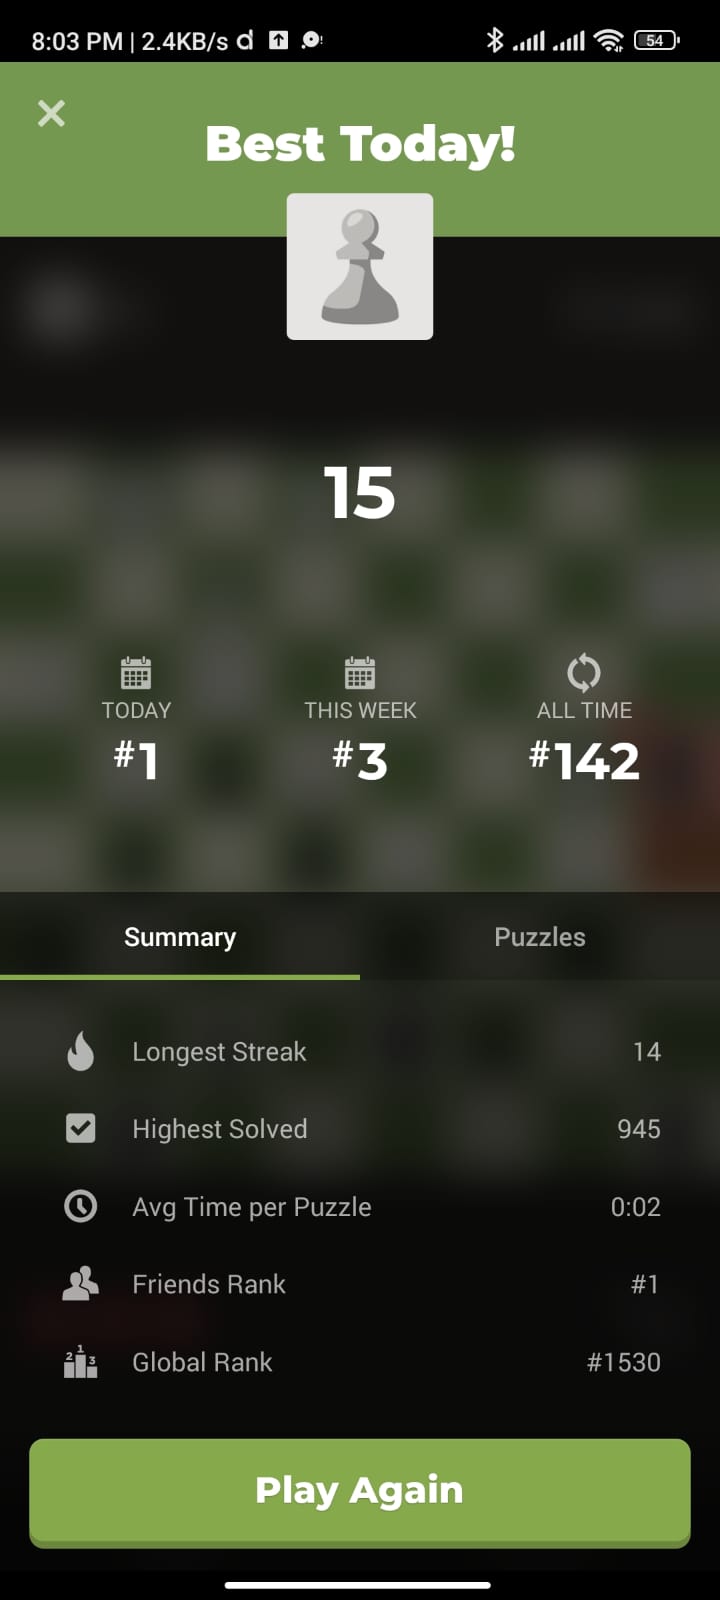 8:03 PM | 2.4KB/s d
54
Best Today!
15
TODAY THIS WEEK ALL TIME
#1 #3 #142
Summary Puzzles
Longest Streak 14
Highest Solved 945
Avg Time per Puzzle 0:02
Friends Rank #1
Global Rank #1530
Play Again